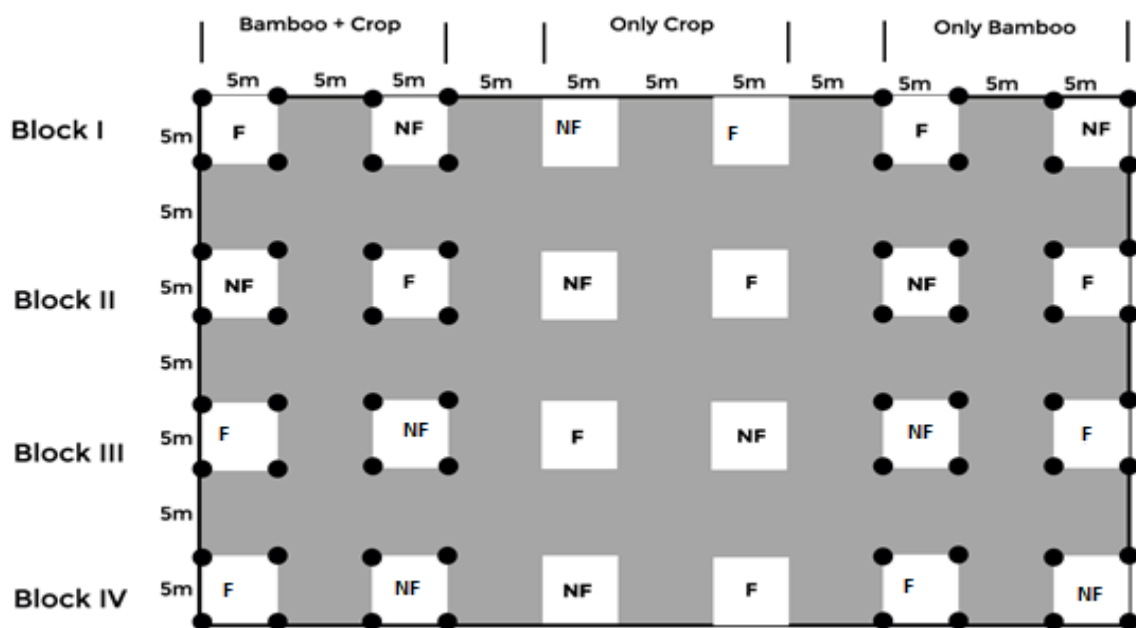 Bamboo + Crop Only Crop Only Bamboo
5m 5m 5m 5m 5m 5m 5m 5m 5m 5m 5m
Block I 5m F NF NF F F NF
5m
Block II 5m NF F NF F NF F
5m
Block III 5m F NF F NF NF F
5m
Block IV 5m F NF NF F F NF